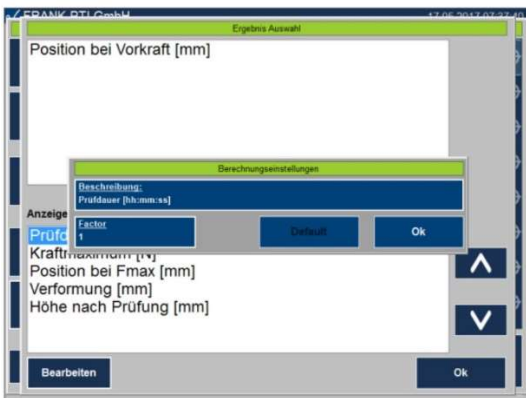 FRANK PTI GmbH
17.05.2017 07:37:40
Ergebnis Auswahl
Position bei Vorkraft [mm]
Berechnungseinstellungen
Beschreibung:
Prüfdauer [hh:mm:ss]
Anzeige
Factor
1
Default
Ok
Prüfd
Kraftmaximum [N]
Position bei Fmax [mm]
Verformung [mm]
Höhe nach Prüfung [mm]
Bearbeiten
Ok